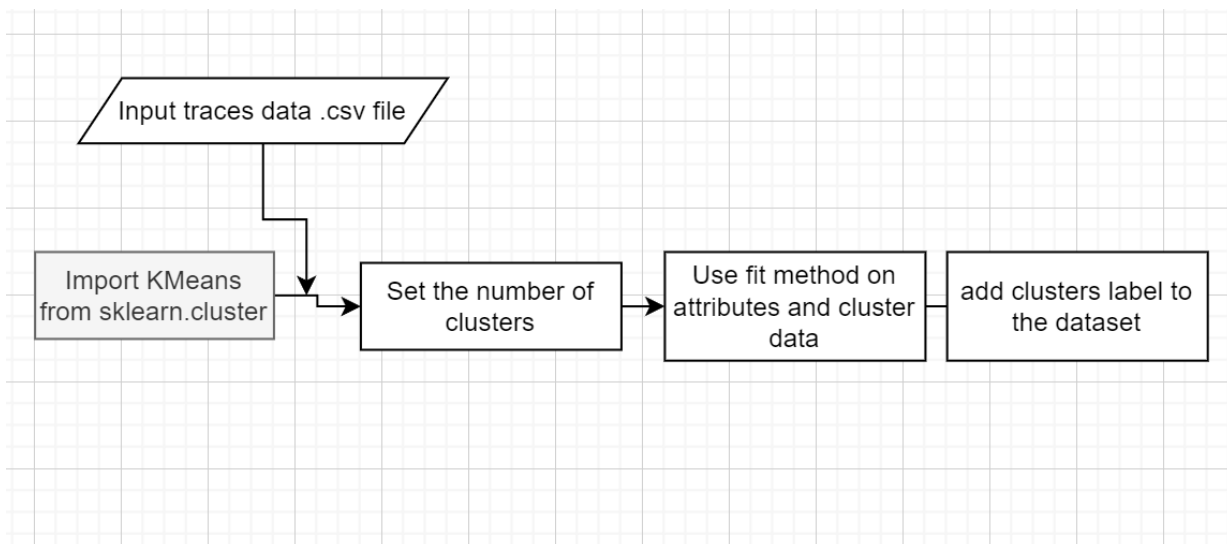 Input traces data .csv file
Import KMeans
from sklearn.cluster
Set the number of
clusters
Use fit method on
attributes and cluster
data
add clusters label to
the dataset